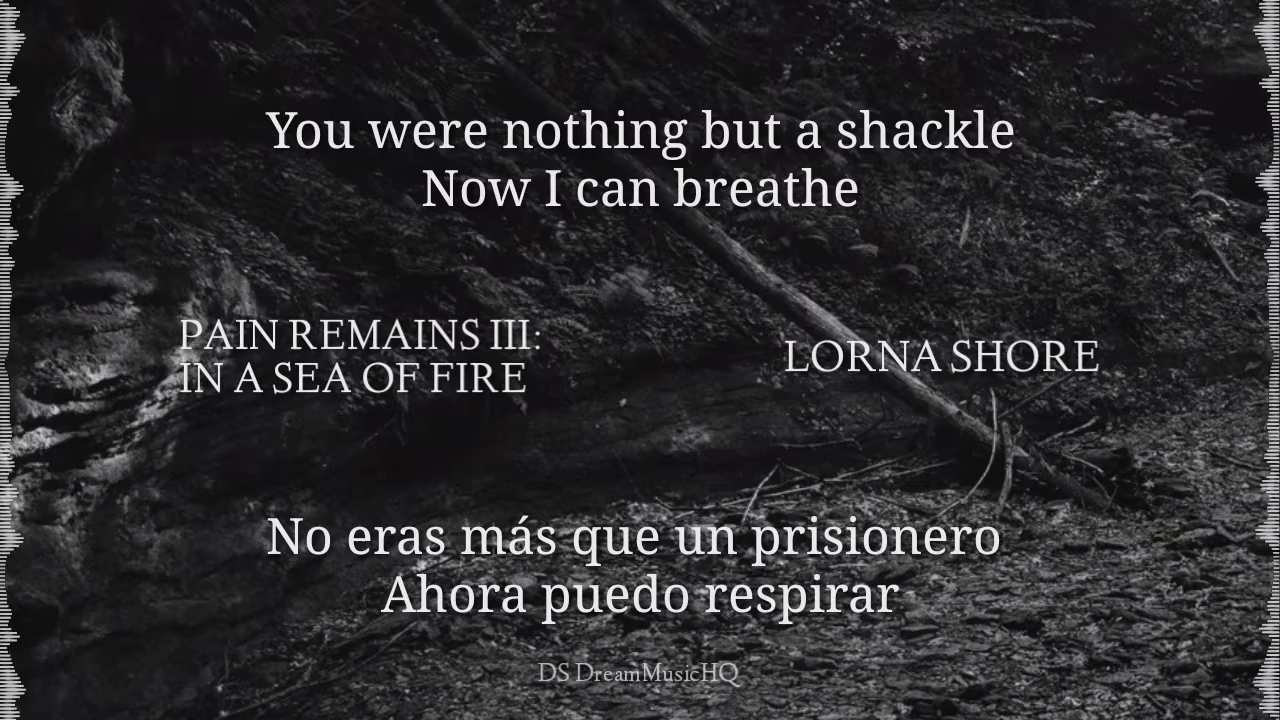 You were nothing but a shackle
Now I can breathe
PAIN REMAINS III:
IN A SEA OF FIRE
LORNA SHORE
No eras más que un prisionero
Ahora puedo respirar
DS DreamMusicHQ